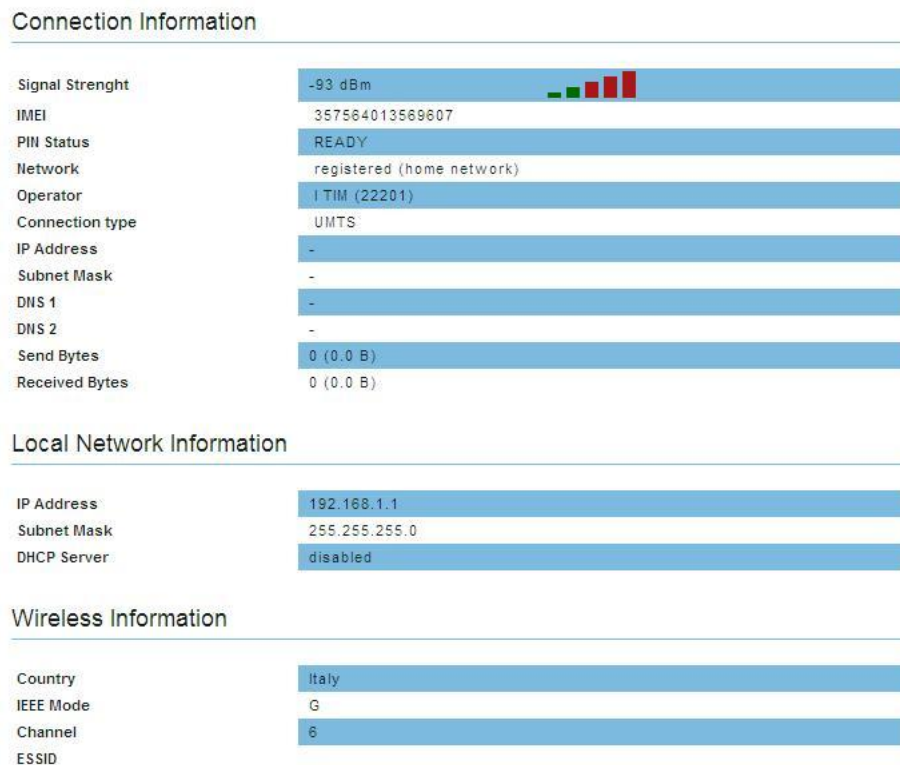 Connection Information
Signal Strenght -93 dBm
IMEI 357564013569607
PIN Status READY
Network registered (home network)
Operator I TIM (22201)
Connection type UMTS
IP Address -
Subnet Mask -
DNS 1 -
DNS 2 -
Send Bytes 0 (0.0 B)
Received Bytes 0 (0.0 B)
Local Network Information
IP Address 192.168.1.1
Subnet Mask 255.255.255.0
DHCP Server disabled
Wireless Information
Country Italy
IEEE Mode G
Channel 6
ESSID